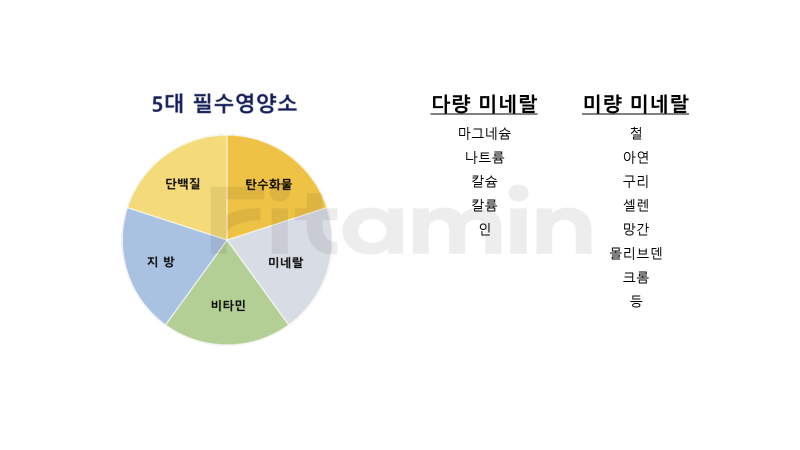 5대 필수영양소
단백질
탄수화물
지 방
미네랄
비타민
다량 미네랄
마그네슘
나트륨
칼슘
칼륨
인
미량 미네랄
철
아연
구리
셀렌
망간
몰리브덴
크롬
등
Fitamin